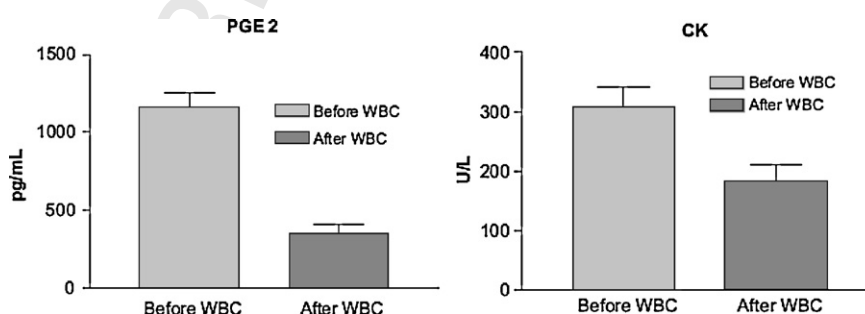 PGE 2
1500
1000
500
0
pg/mL
Before WBC
After WBC
Before WBC
After WBC
CK
400
300
200
100
0
U/L
Before WBC
After WBC
Before WBC
After WBC